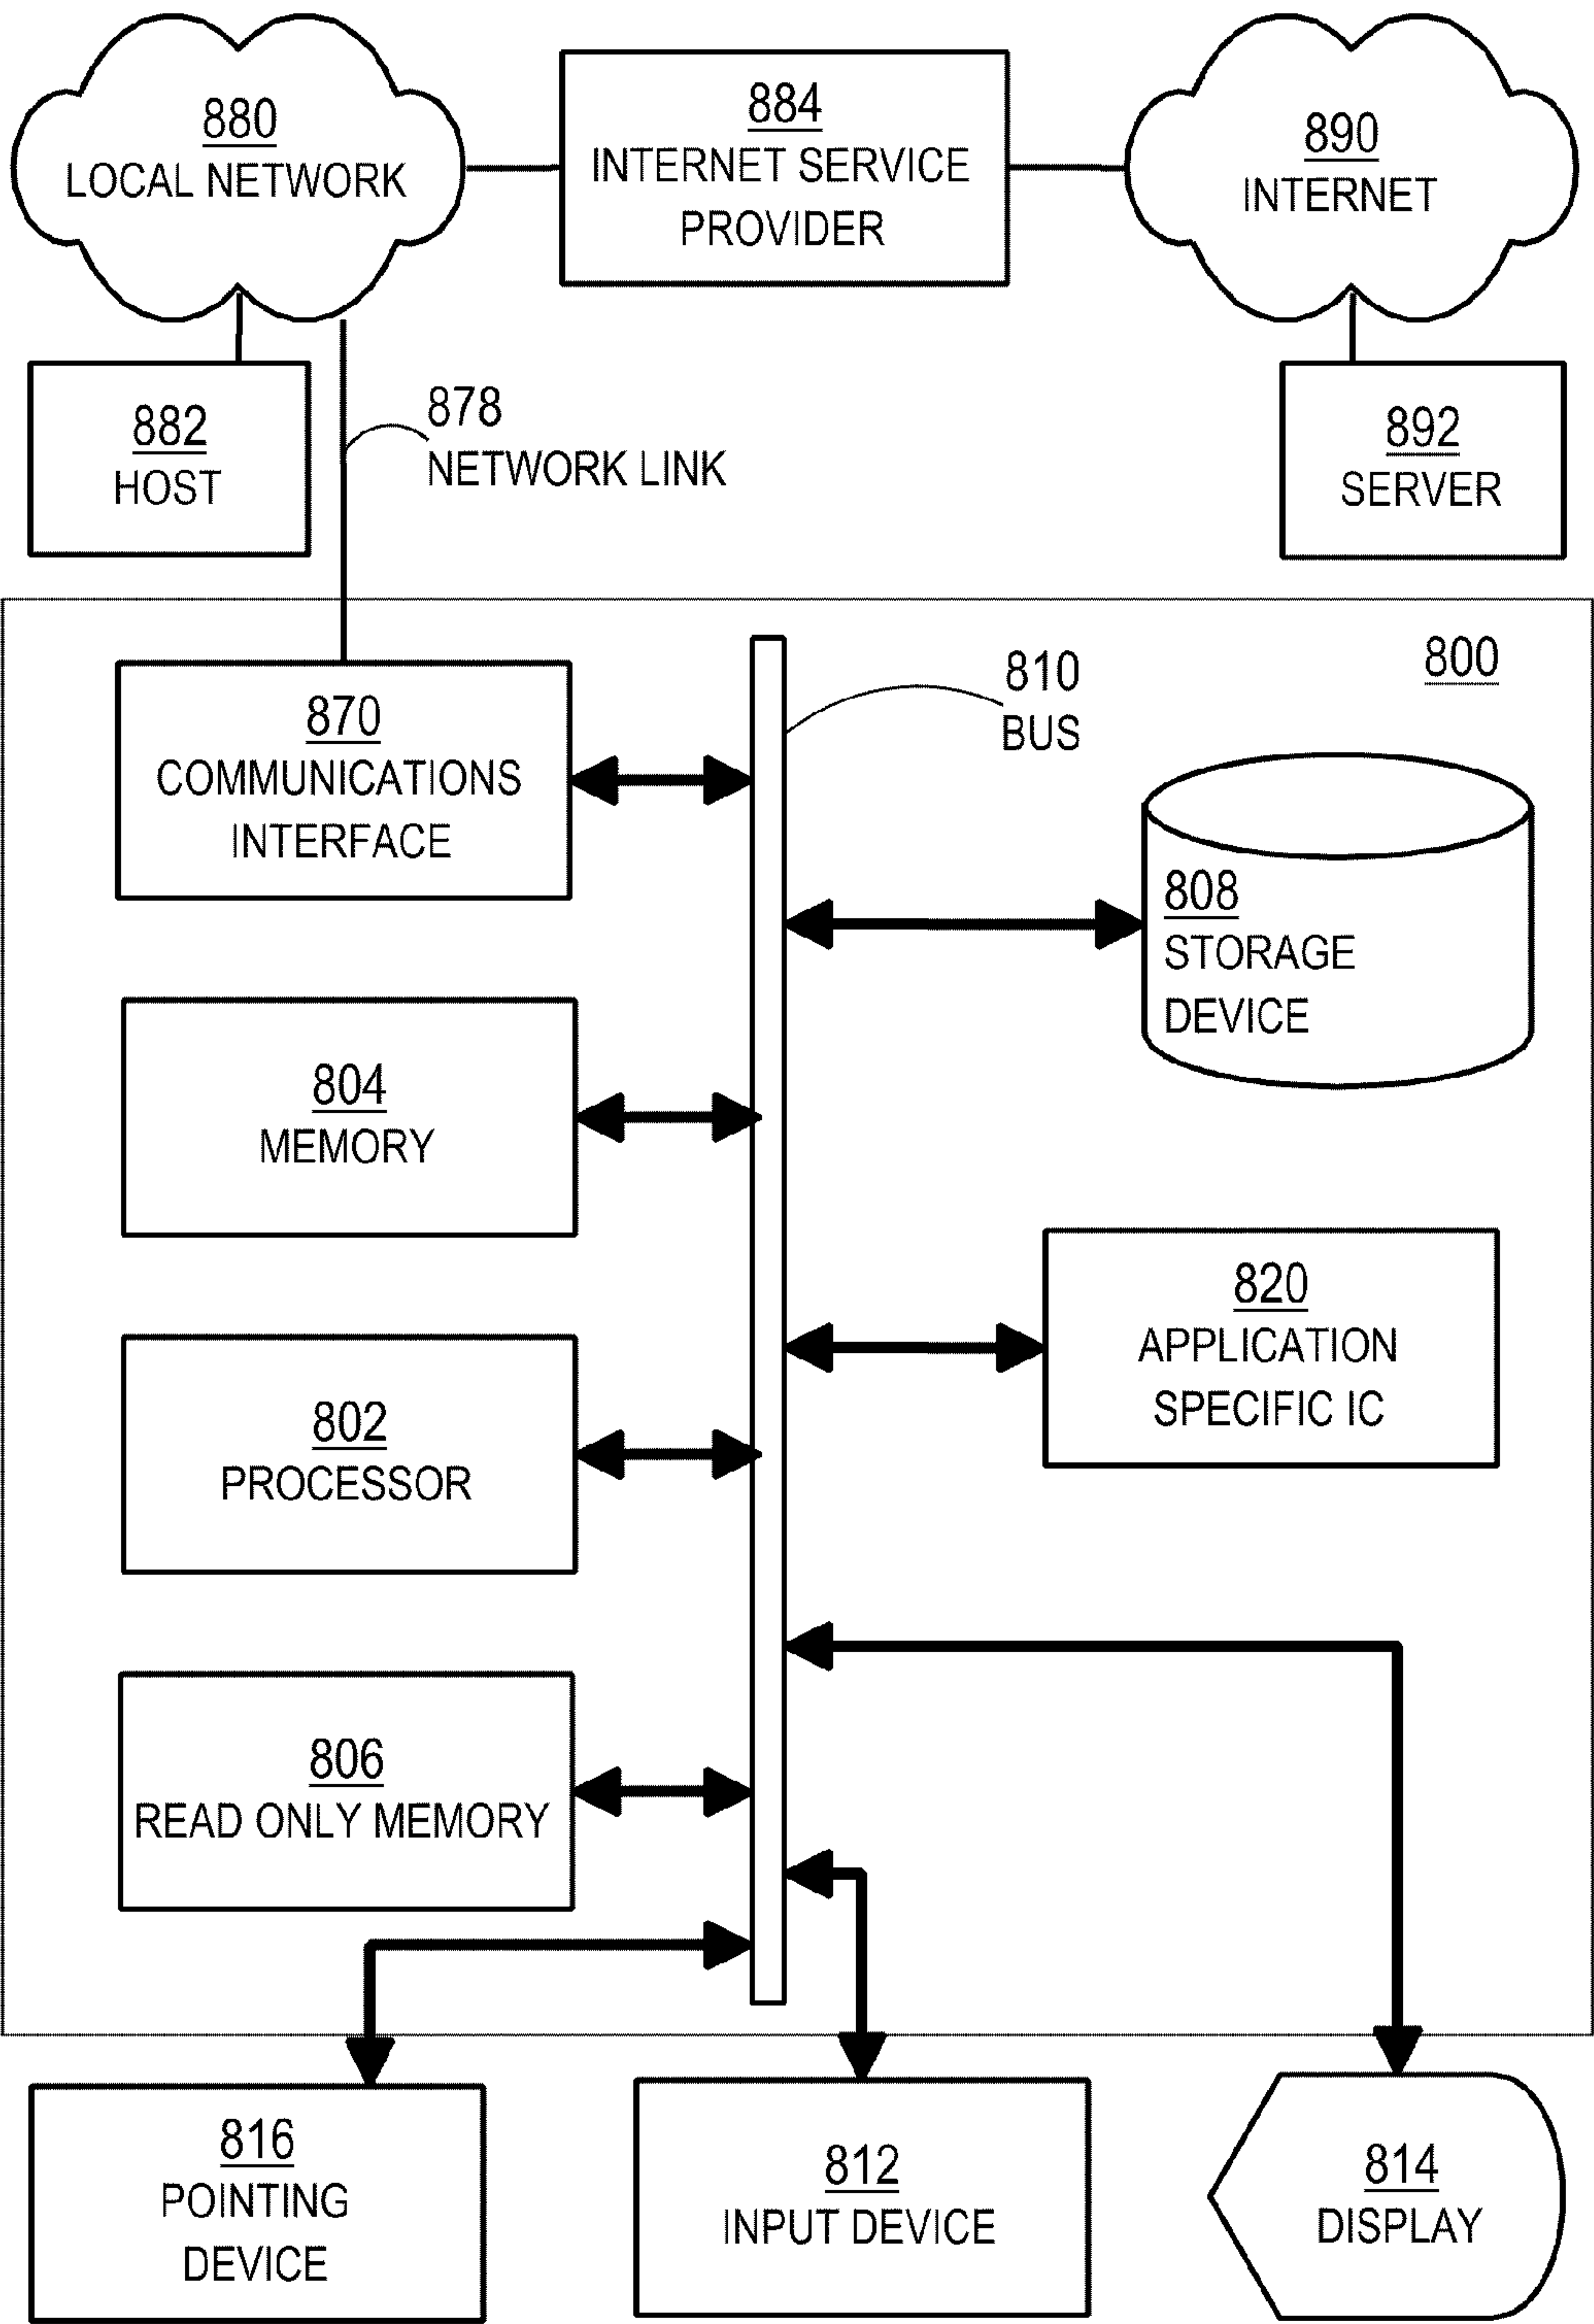 880
LOCAL NETWORK
884
INTERNET SERVICE
PROVIDER
890
INTERNET
882
HOST
878
NETWORK LINK
892
SERVER
800
810
BUS
870
COMMUNICATIONS
INTERFACE
808
STORAGE
DEVICE
804
MEMORY
820
APPLICATION
SPECIFIC IC
802
PROCESSOR
806
READ ONLY MEMORY
816
POINTING
DEVICE
812
INPUT DEVICE
814
DISPLAY